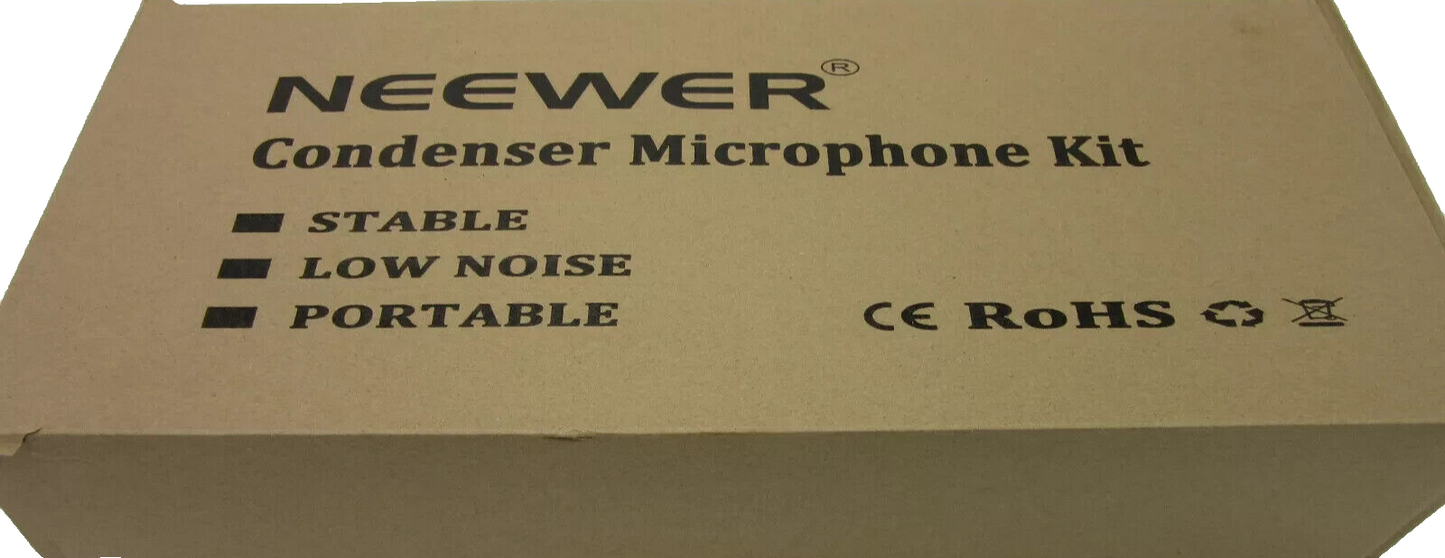 NEEWER®
Condenser Microphone Kit
STABLE
LOW NOISE
PORTABLE
CE RoHS